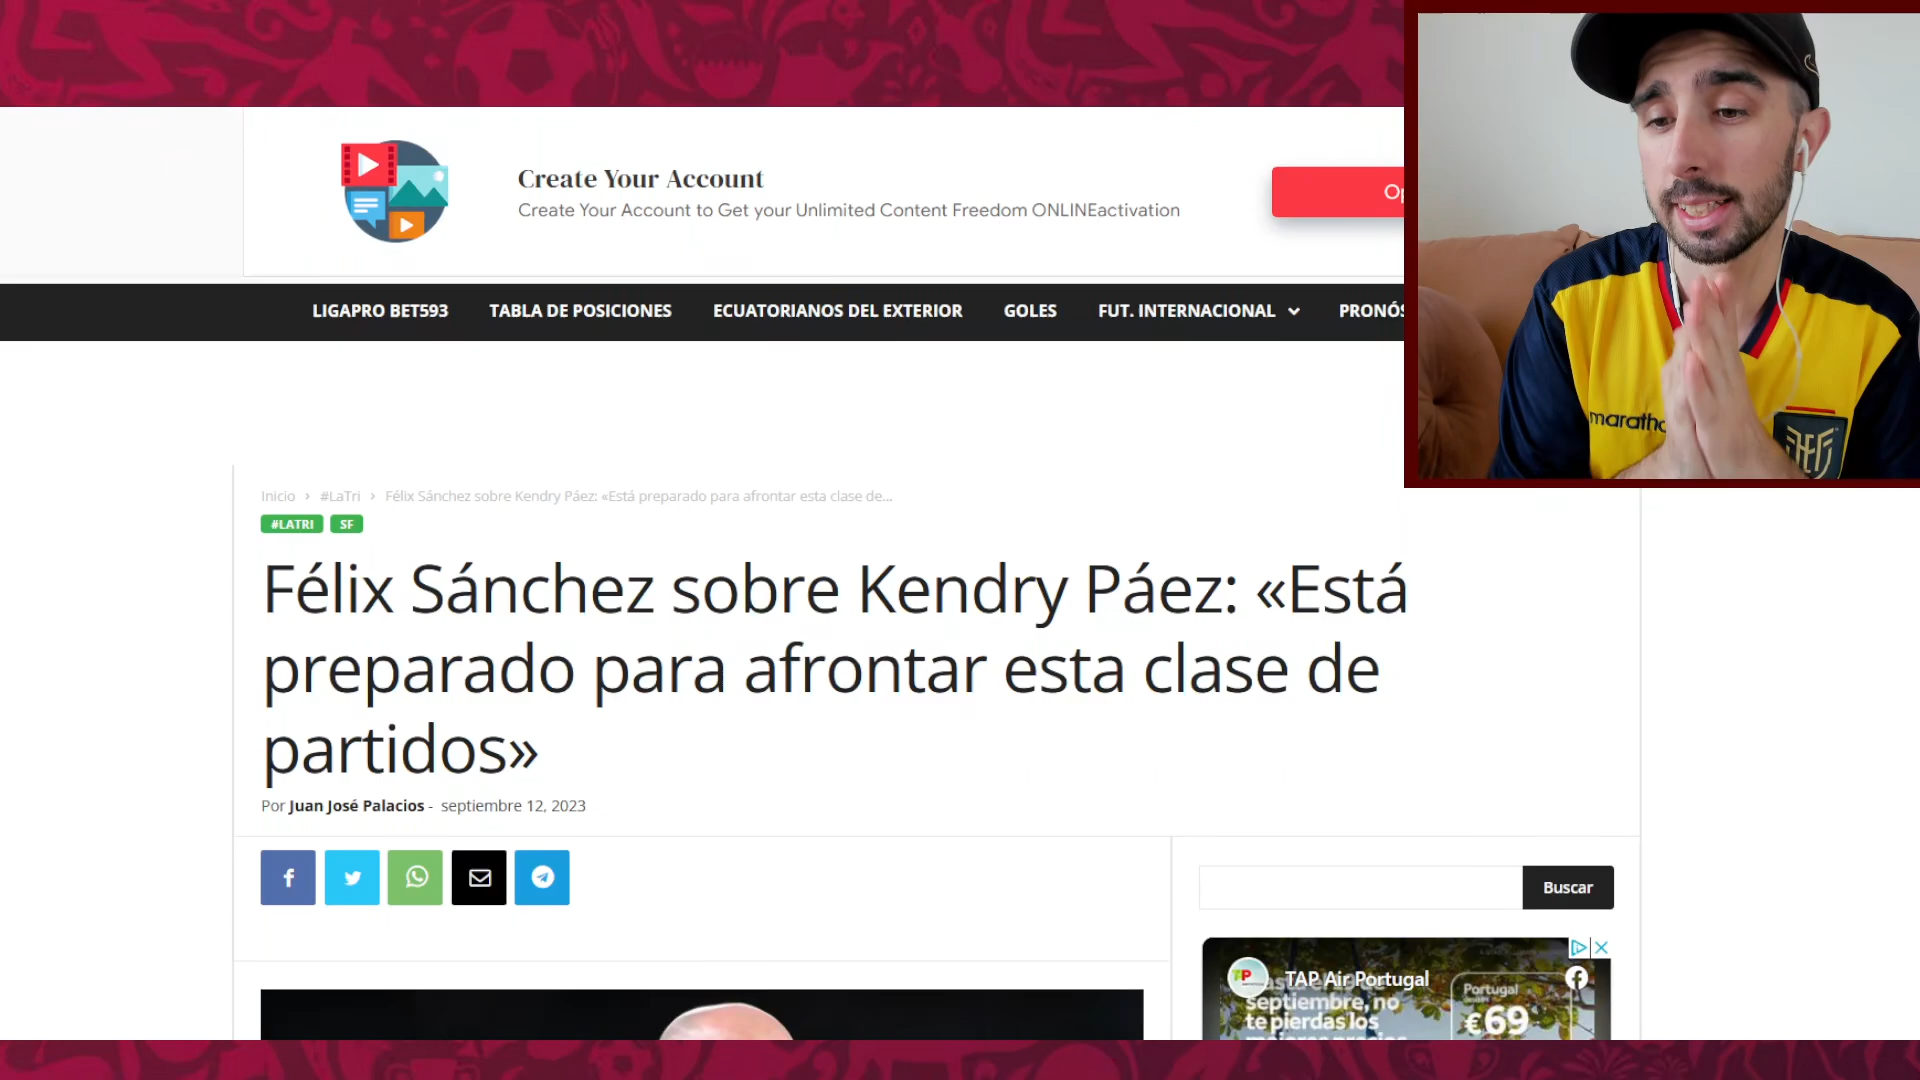 Create Your Account
Create Your Account to Get your Unlimited Content Freedom ONLINEactivation
LIGAPRO BET593 TABLA DE POSICIONES ECUATORIANOS DEL EXTERIOR GOLES FUT. INTERNACIONAL
maratho
Inicio › #LaTri › Félix Sánchez sobre Kendry Páez: «Está preparado para afrontar esta clase de...
#LATRI SF
Félix Sánchez sobre Kendry Páez: «Está
preparado para afrontar esta clase de
partidos»
Por Juan José Palacios - septiembre 12, 2023
Buscar
TAP Air Portugal
septiembre, no
te pierdas los
Portugal
€69